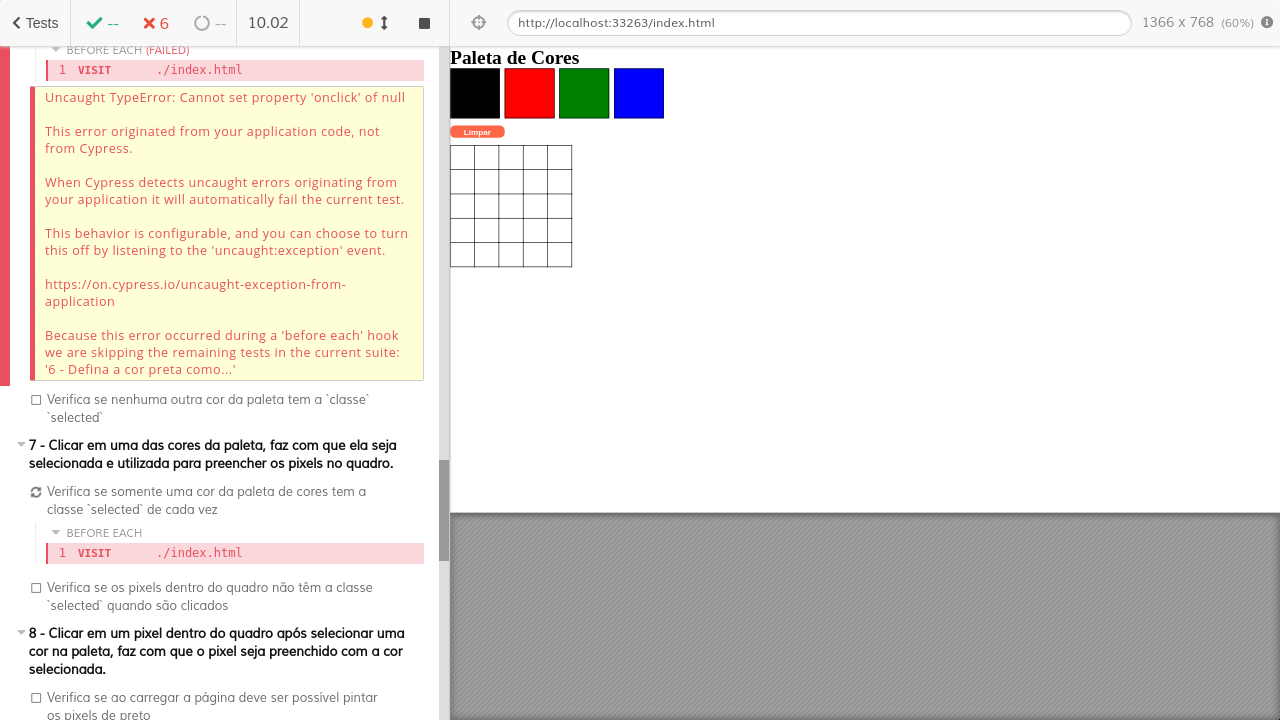 Tests
--
6
--
10.02
http://localhost:33263/index.html
1366 x 768 (60%)
BEFORE EACH (FAILED)
1 VISIT ./index.html
Uncaught TypeError: Cannot set property 'onclick' of null
This error originated from your application code, not
from Cypress.
When Cypress detects uncaught errors originating from
your application it will automatically fail the current test.
This behavior is configurable, and you can choose to turn
this off by listening to the 'uncaught:exception' event.
https://on.cypress.io/uncaught-exception-from-
application
Because this error occurred during a 'before each' hook
we are skipping the remaining tests in the current suite:
'6 - Defina a cor preta como...'
Verifica se nenhuma outra cor da paleta tem a `classe`
`selected`
7 - Clicar em uma das cores da paleta, faz com que ela seja
selecionada e utilizada para preencher os pixels no quadro.
Verifica se somente uma cor da paleta de cores tem a
classe `selected` de cada vez
BEFORE EACH
1 VISIT ./index.html
Verifica se os pixels dentro do quadro não têm a classe
`selected` quando são clicados
8 - Clicar em um pixel dentro do quadro após selecionar uma
cor na paleta, faz com que o pixel seja preenchido com a cor
selecionada.
Verifica se ao carregar a página deve ser possível pintar
os pixels de preto
Paleta de Cores
Limpar